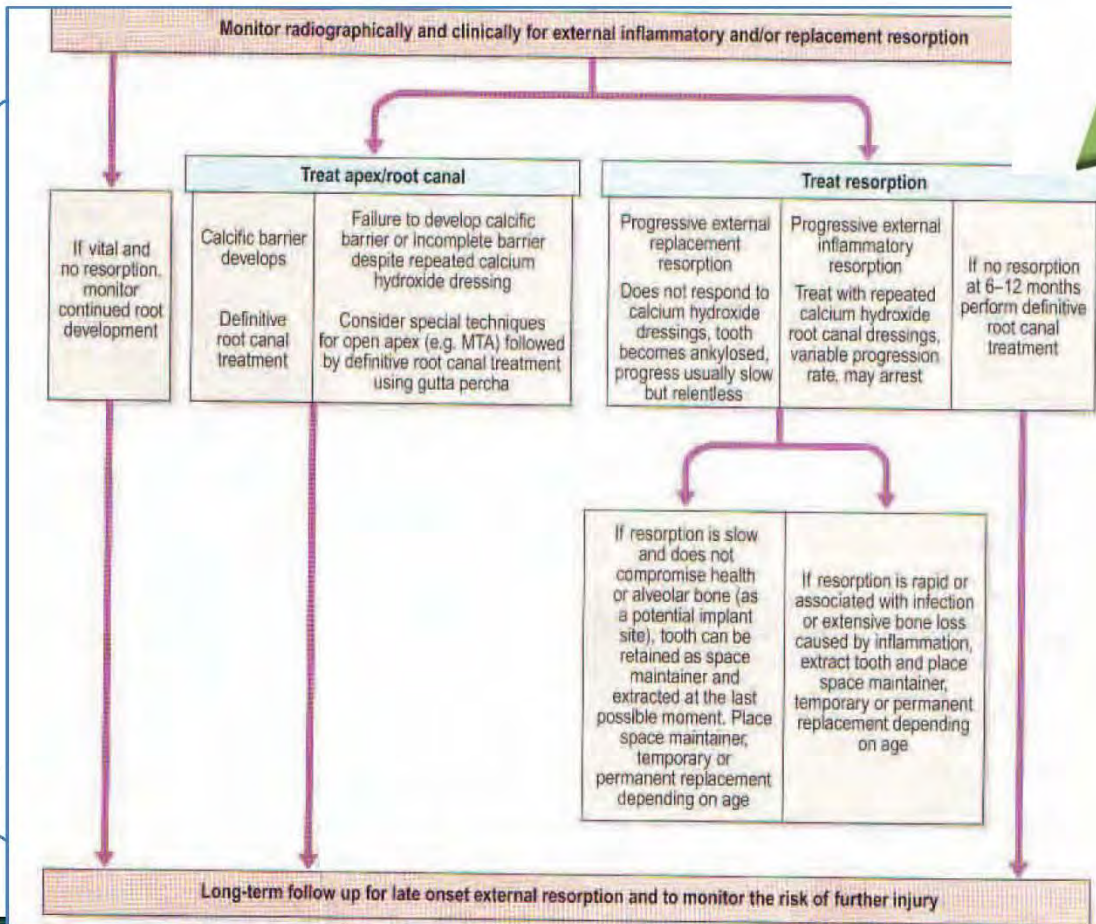 Monitor radiographically and clinically for external inflammatory and/or replacement resorption
If vital and
no resorption,
monitor
continued root
development
Treat apex/root canal
Calcific barrier
develops
Definitive
root canal
treatment
Failure to develop calcific
barrier or incomplete barrier
despite repeated calcium
hydroxide dressing
Consider special techniques
for open apex (e.g. MTA) followed
by definitive root canal treatment
using gutta percha
Treat resorption
Progressive external
replacement
resorption
Does not respond to
calcium hydroxide
dressings, tooth
becomes ankylosed,
progress usually slow
but relentless
Progressive external
inflammatory
resorption
Treat with repeated
calcium hydroxide
root canal dressings,
variable progression
rate, may arrest
If no resorption
at 6–12 months
perform definitive
root canal
treatment
If resorption is slow
and does not
compromise health
or alveolar bone (as
a potential implant
site), tooth can be
retained as space
maintainer and
extracted at the last
possible moment. Place
space maintainer,
temporary or
permanent replacement
depending on age
If resorption is rapid or
associated with infection
or extensive bone loss
caused by inflammation,
extract tooth and place
space maintainer,
temporary or permanent
replacement depending
on age
Long-term follow up for late onset external resorption and to monitor the risk of further injury